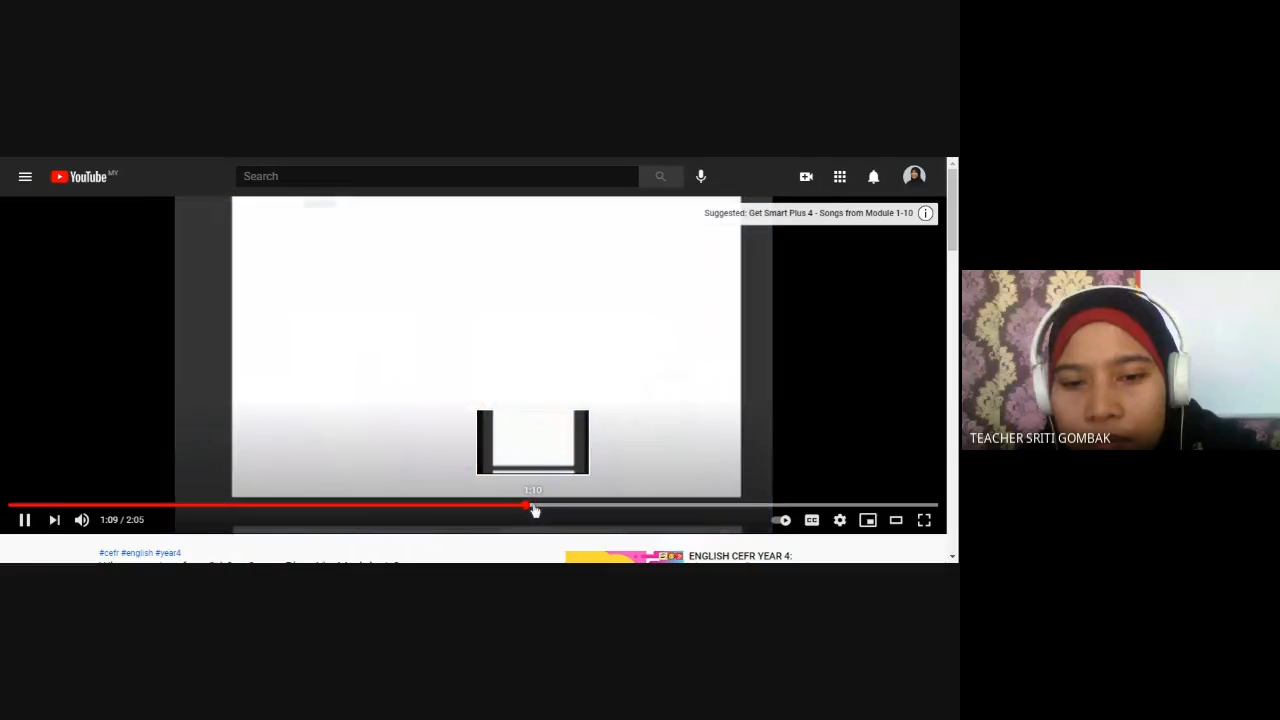 YouTube MY
Search
Suggested: Get Smart Plus 4 - Songs from Module 1-10
1:10
1:09 / 2:05
CC
#cefr #english #year4
ENGLISH CEFR YEAR 4:
TEACHER SRITI GOMBAK